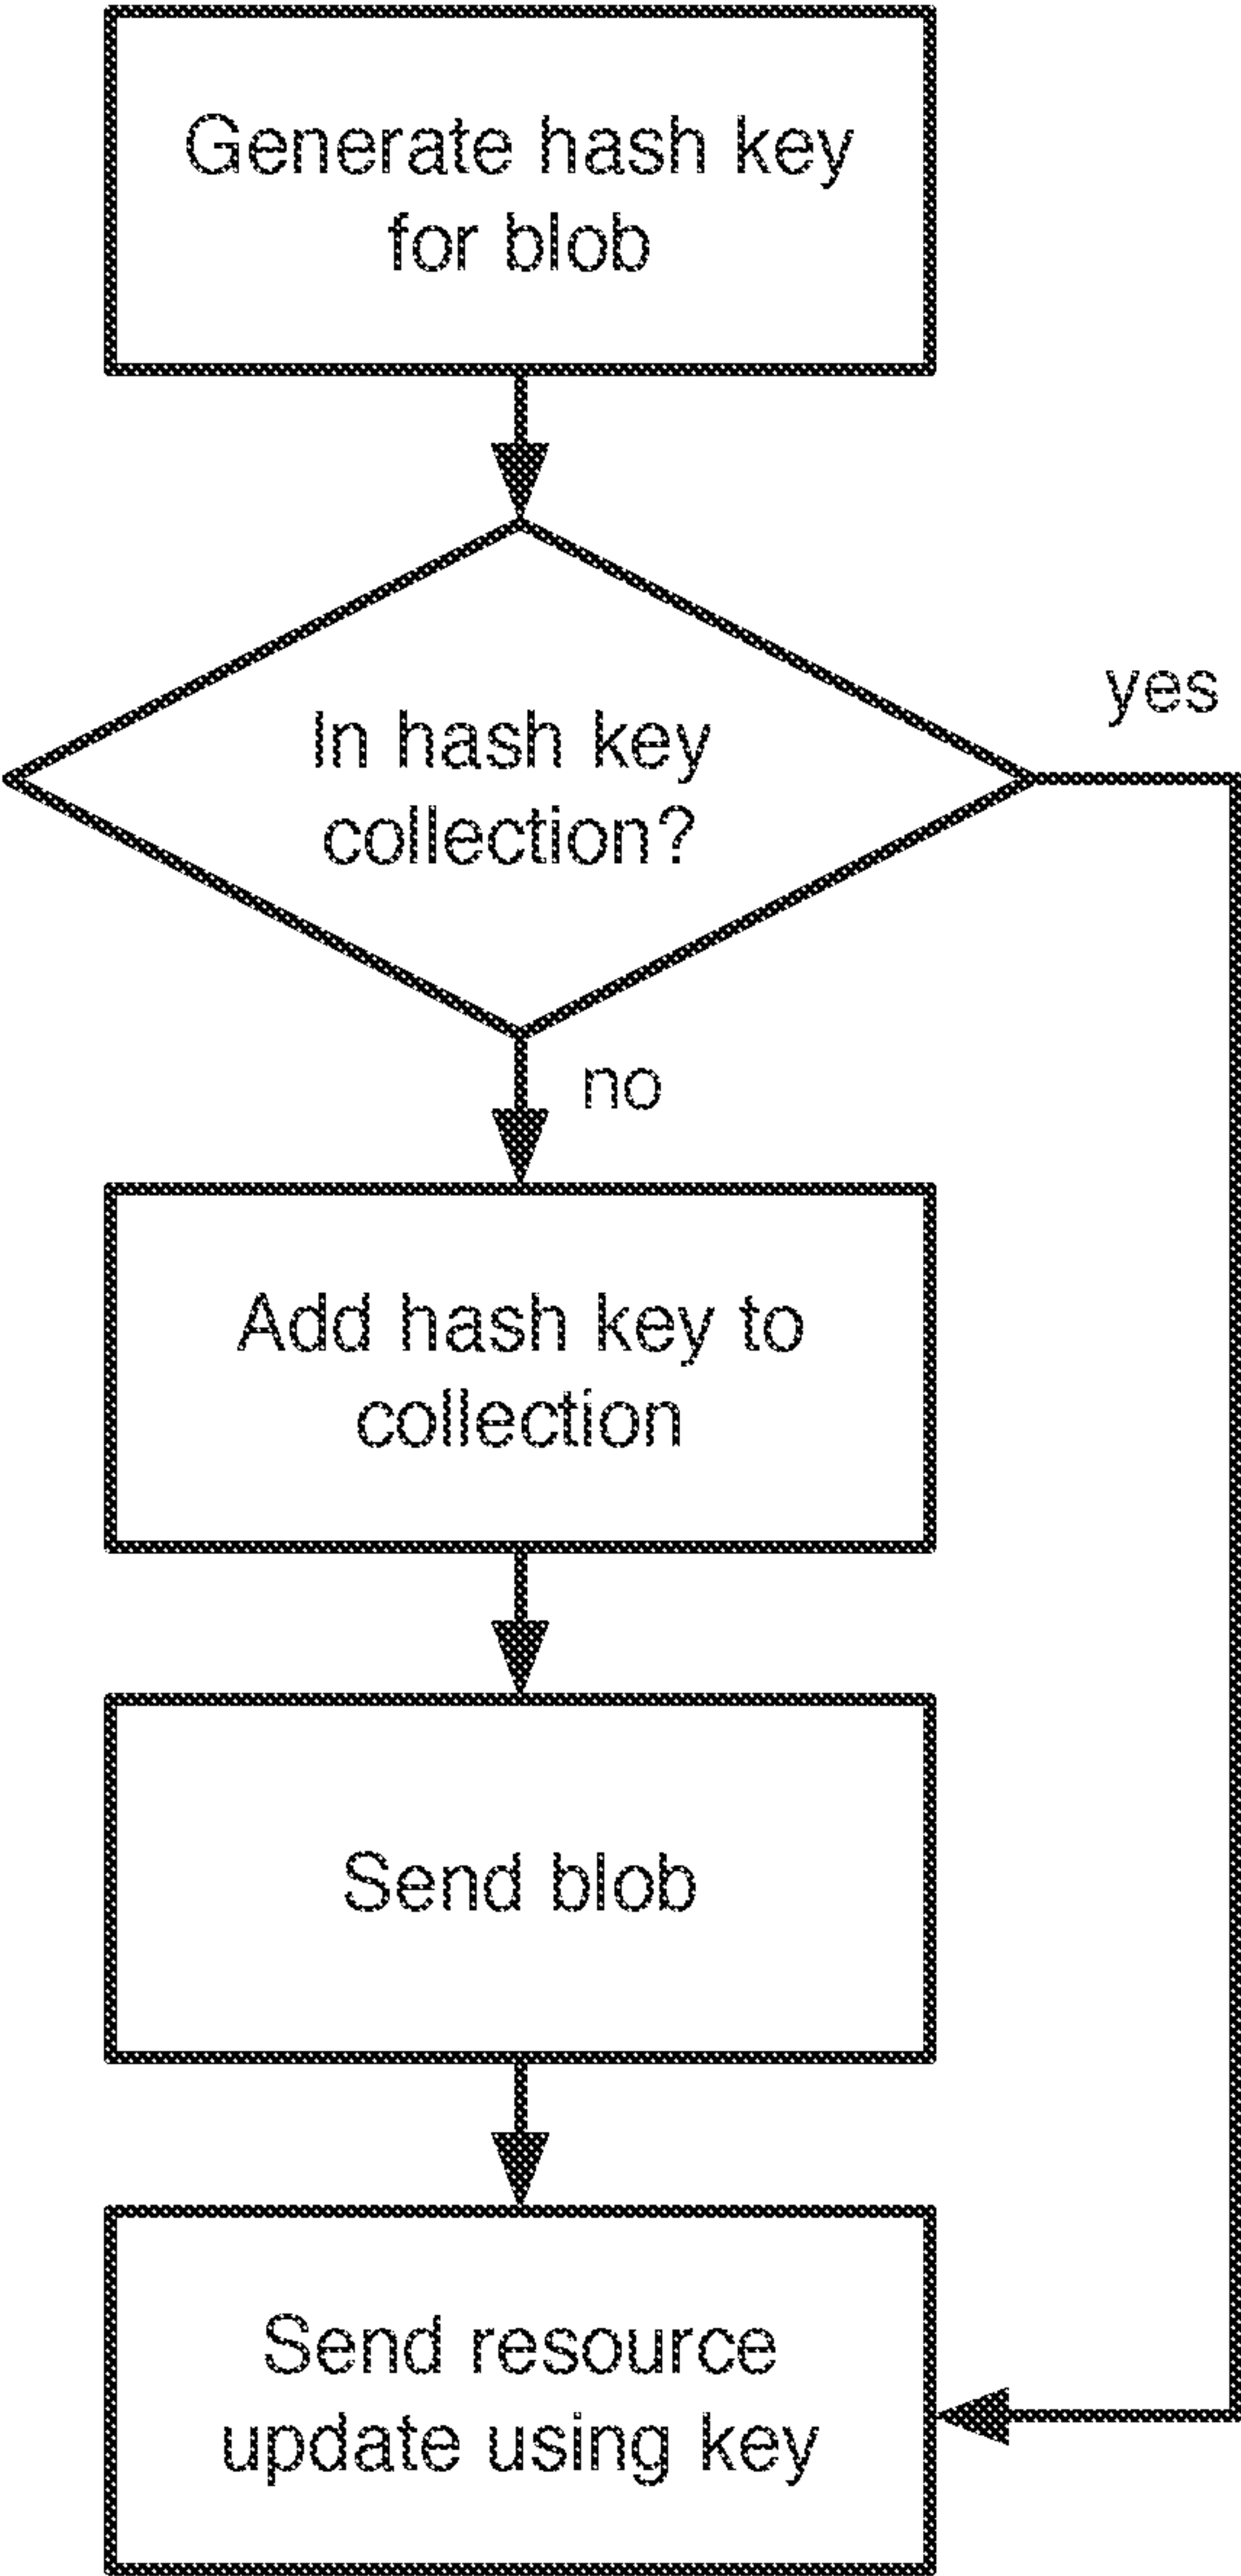 Generate hash key
for blob
yes
In hash key
collection?
no
Add hash key to
collection
Send blob
Send resource
update using key